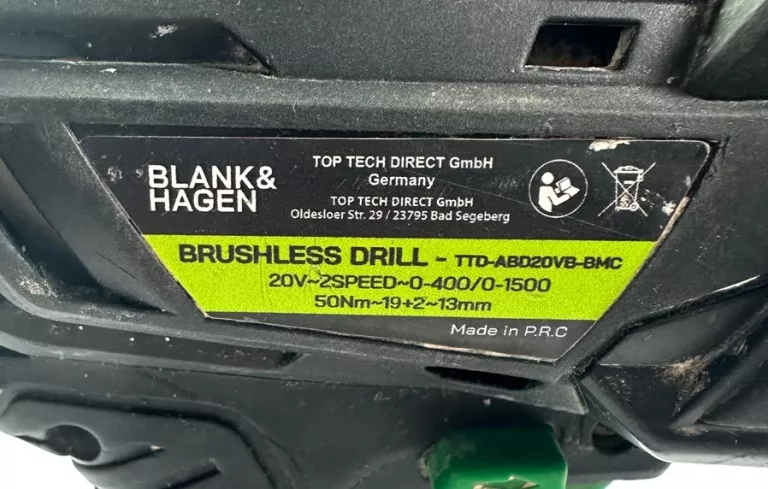 BLANK&
HAGEN
TOP TECH DIRECT GmbH
Germany
TOP TECH DIRECT GmbH
Oldesloer Str. 29 / 23795 Bad Segeberg
BRUSHLESS DRILL - TTD-ABD20VB-BMC
20V~2SPEED~0-400/0-1500
50Nm~19+2~13mm
Made in P.R.C